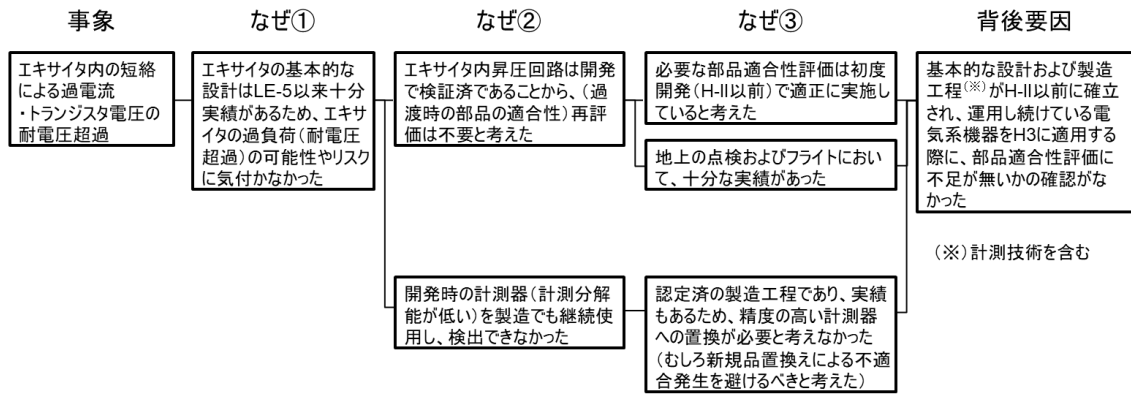 事象
なぜ①
なぜ②
なぜ③
背後要因
エキサイタ内の短絡
による過電流
・トランジスタ電圧の
耐電圧超過
エキサイタの基本的な
設計はLE-5以来十分
実績があるため、エキサ
イタの過負荷(耐電圧
超過)の可能性やリスク
に気付かなかった
エキサイタ内昇圧回路は開発
で検証済であることから、(過
渡時の部品の適合性)再評
価は不要と考えた
必要な部品適合性評価は初度
開発(H-II以前)で適正に実施し
ていると考えた
地上の点検およびフライトにおい
て、十分な実績があった
基本的な設計および製造
工程(※)がH-II以前に確立
され、運用し続けている電
気系機器をH3に適用する
際に、部品適合性評価に
不足が無いかの確認がな
かった
(※)計測技術を含む
開発時の計測器(計測分解
能が低い)を製造でも継続使
用し、検出できなかった
認定済の製造工程であり、実績
もあるため、精度の高い計測器
への置換が必要と考えなかった
(むしろ新規品置換えによる不適
合発生を避けるべきと考えた)